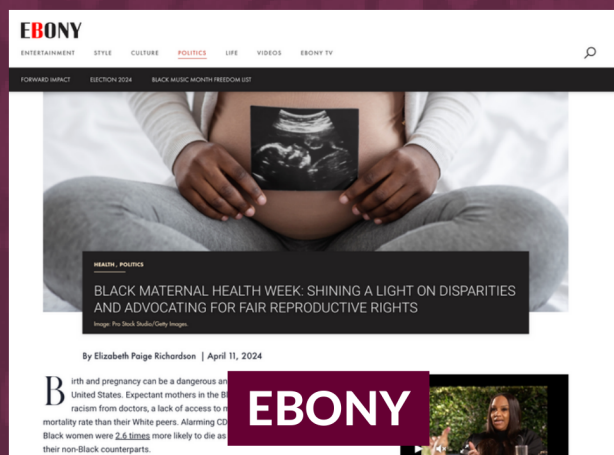 EBONY
ENTERTAINMENT STYLE CULTURE POLITICS LIFE VIDEOS EBONY TV
FORWARD IMPACT ELECTION 2024 BLACK MUSIC MONTH FREEDOM LIST
HEALTH, POLITICS
BLACK MATERNAL HEALTH WEEK: SHINING A LIGHT ON DISPARITIES
AND ADVOCATING FOR FAIR REPRODUCTIVE RIGHTS
Image: Pro Stock Studio/Getty Images.
By Elizabeth Paige Richardson | April 11, 2024
Birth and pregnancy can be a dangerous
United States. Expectant mothers in the
racism from doctors, a lack of access to
mortality rate than their White peers. Alarming
Black women were 2.6 times more likely to die as
their non-Black counterparts.
EBONY